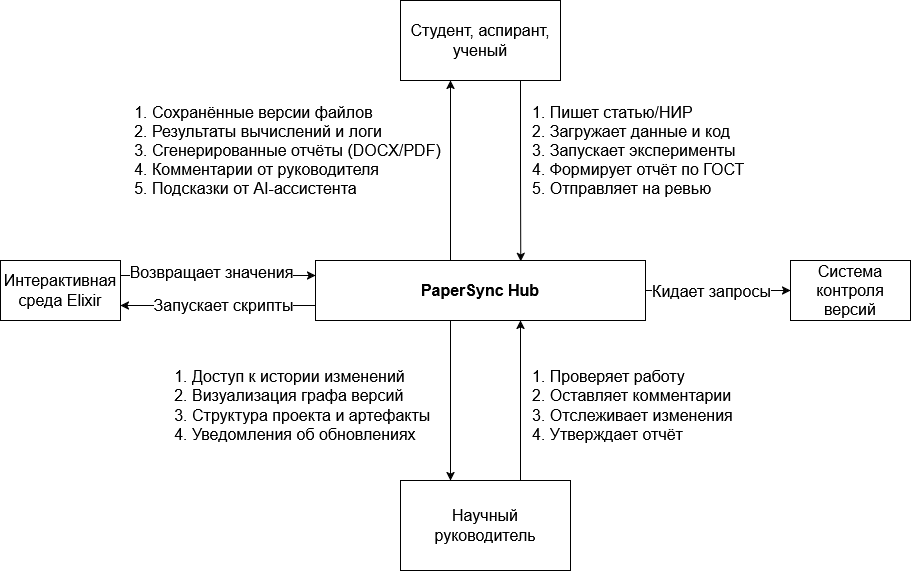 Студент, аспирант,
ученый
1. Сохранённые версии файлов
2. Результаты вычислений и логи
3. Сгенерированные отчёты (DOCX/PDF)
4. Комментарии от руководителя
5. Подсказки от AI-ассистента
1. Пишет статью/НИР
2. Загружает данные и код
3. Запускает эксперименты
4. Формирует отчёт по ГОСТ
5. Отправляет на ревью
Интерактивная
среда Elixir
Возвращает значения
Запускает скрипты
PaperSync Hub
Кидает запросы
Система
контроля
версий
1. Доступ к истории изменений
2. Визуализация графа версий
3. Структура проекта и артефакты
4. Уведомления об обновлениях
1. Проверяет работу
2. Оставляет комментарии
3. Отслеживает изменения
4. Утверждает отчёт
Научный
руководитель